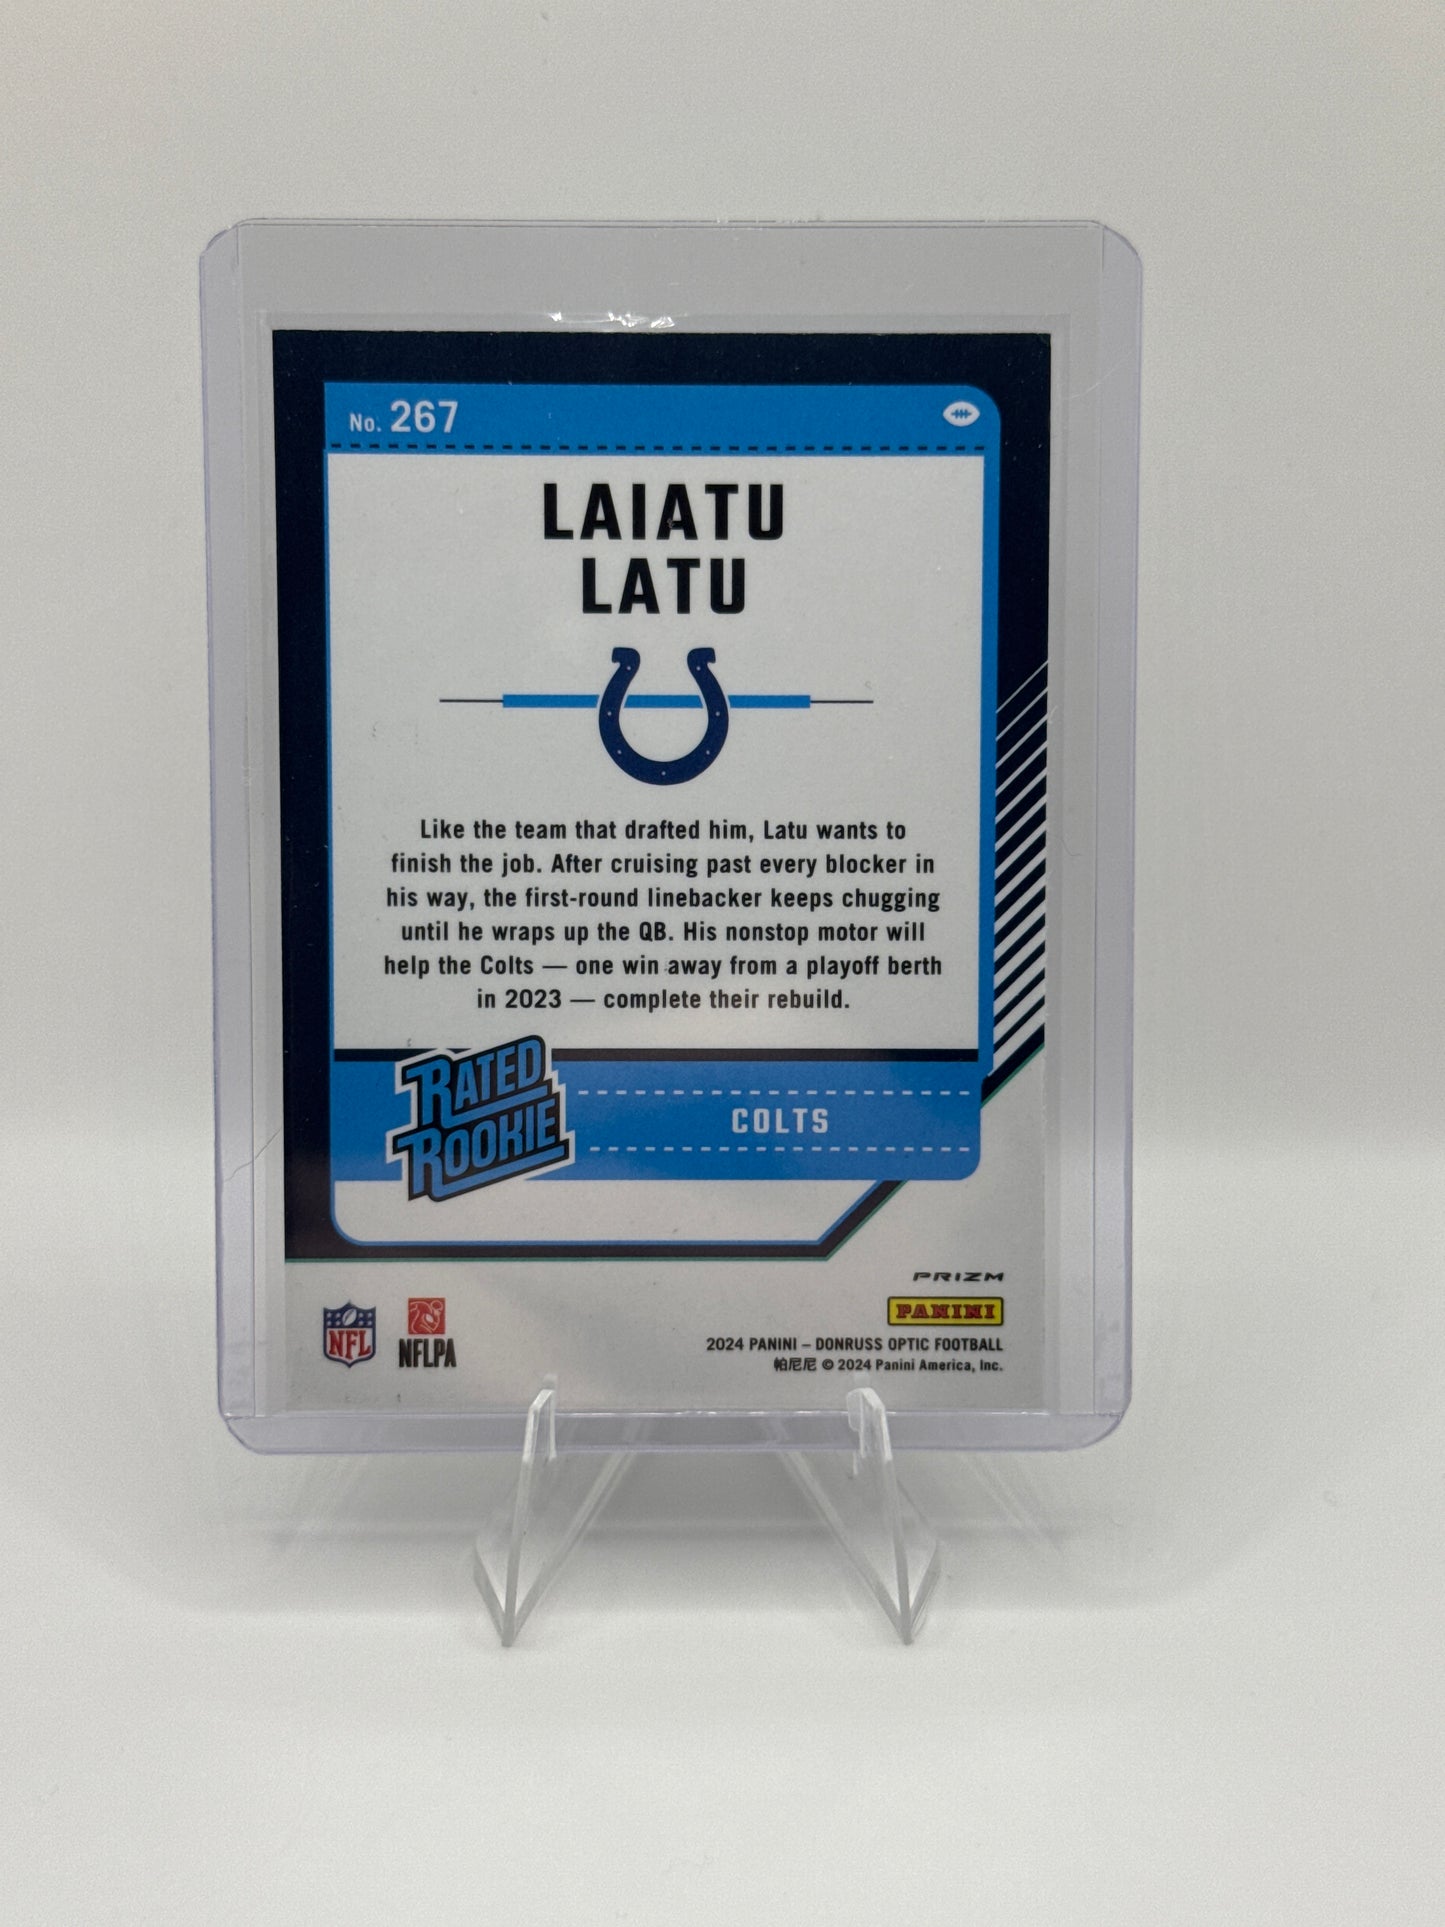 No. 267
LAIATU
LATU
Like the team that drafted him, Latu wants to
finish the job. After cruising past every blocker in
his way, the first-round linebacker keeps chugging
until he wraps up the QB. His nonstop motor will
help the Colts — one win away from a playoff berth
in 2023 — complete their rebuild.
RATED
ROOKIE
COLTS
PRIZM
PANINI
NFL
NFLPA
2024 PANINI – DONRUSS OPTIC FOOTBALL
帕尼尼 © 2024 Panini America, Inc.